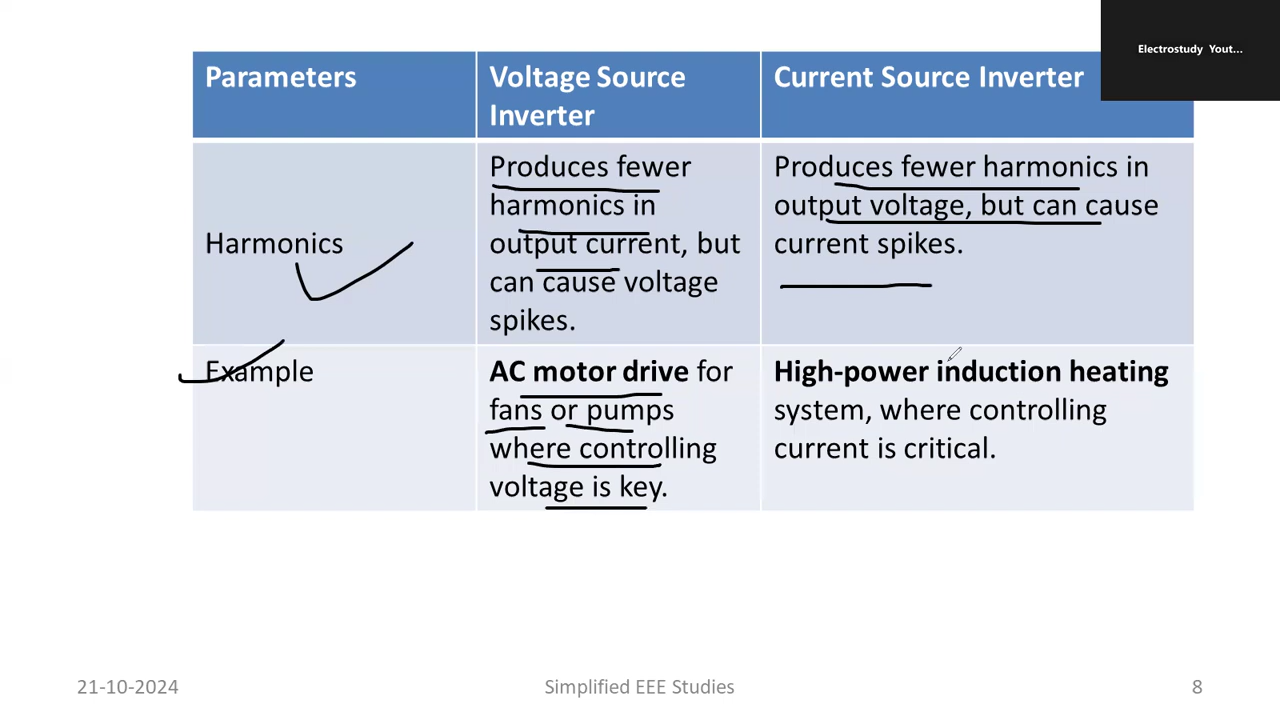 Electrostudy Yout...
Parameters
Voltage Source
Inverter
Current Source Inverter
Harmonics
Produces fewer
harmonics in
output current, but
can cause voltage
spikes.
Produces fewer harmonics in
output voltage, but can cause
current spikes.
Example
AC motor drive for
fans or pumps
where controlling
voltage is key.
High-power induction heating
system, where controlling
current is critical.
21-10-2024
Simplified EEE Studies
8